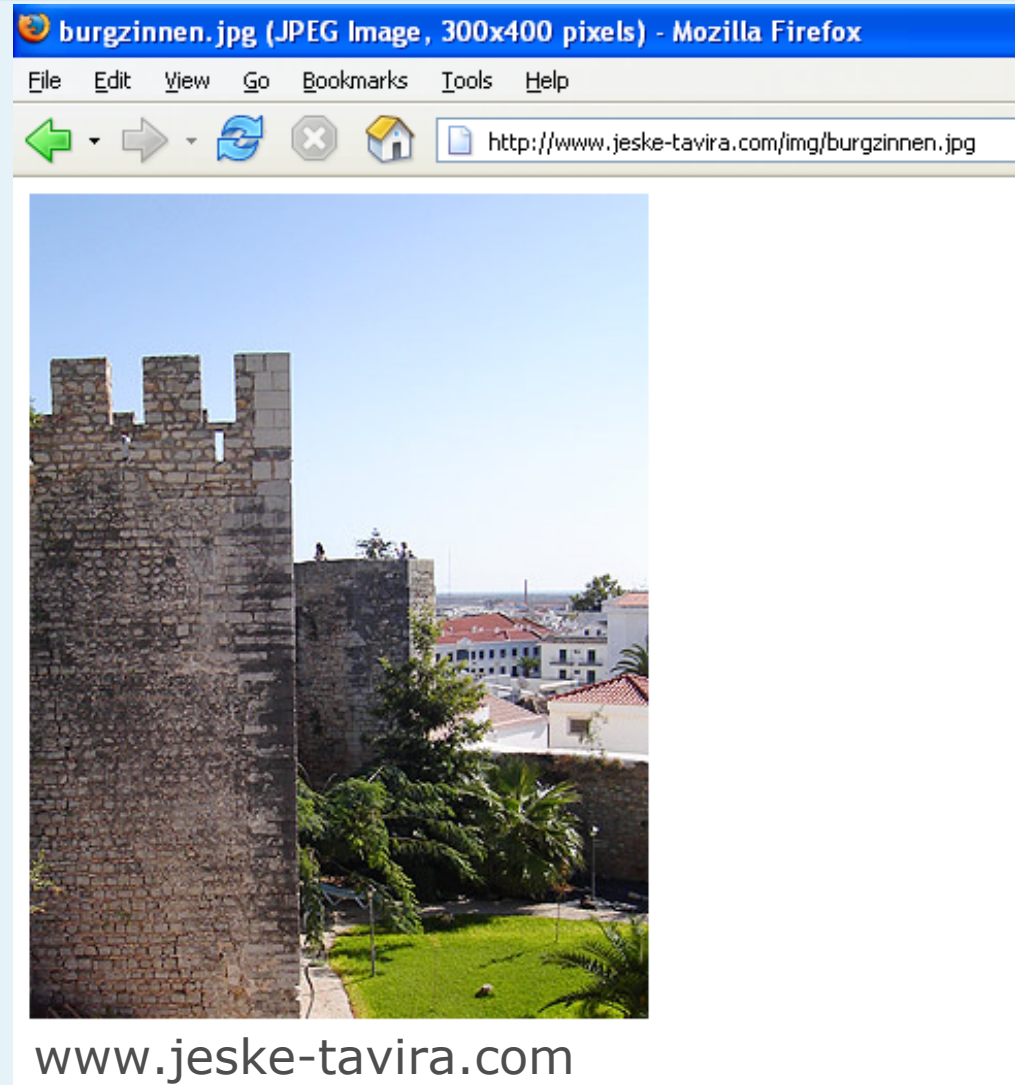 burgzinnen.jpg (JPEG Image, 300x400 pixels) - Mozilla Firefox
File Edit View Go Bookmarks Tools Help
http://www.jeske-tavira.com/img/burgzinnen.jpg
www.jeske-tavira.com